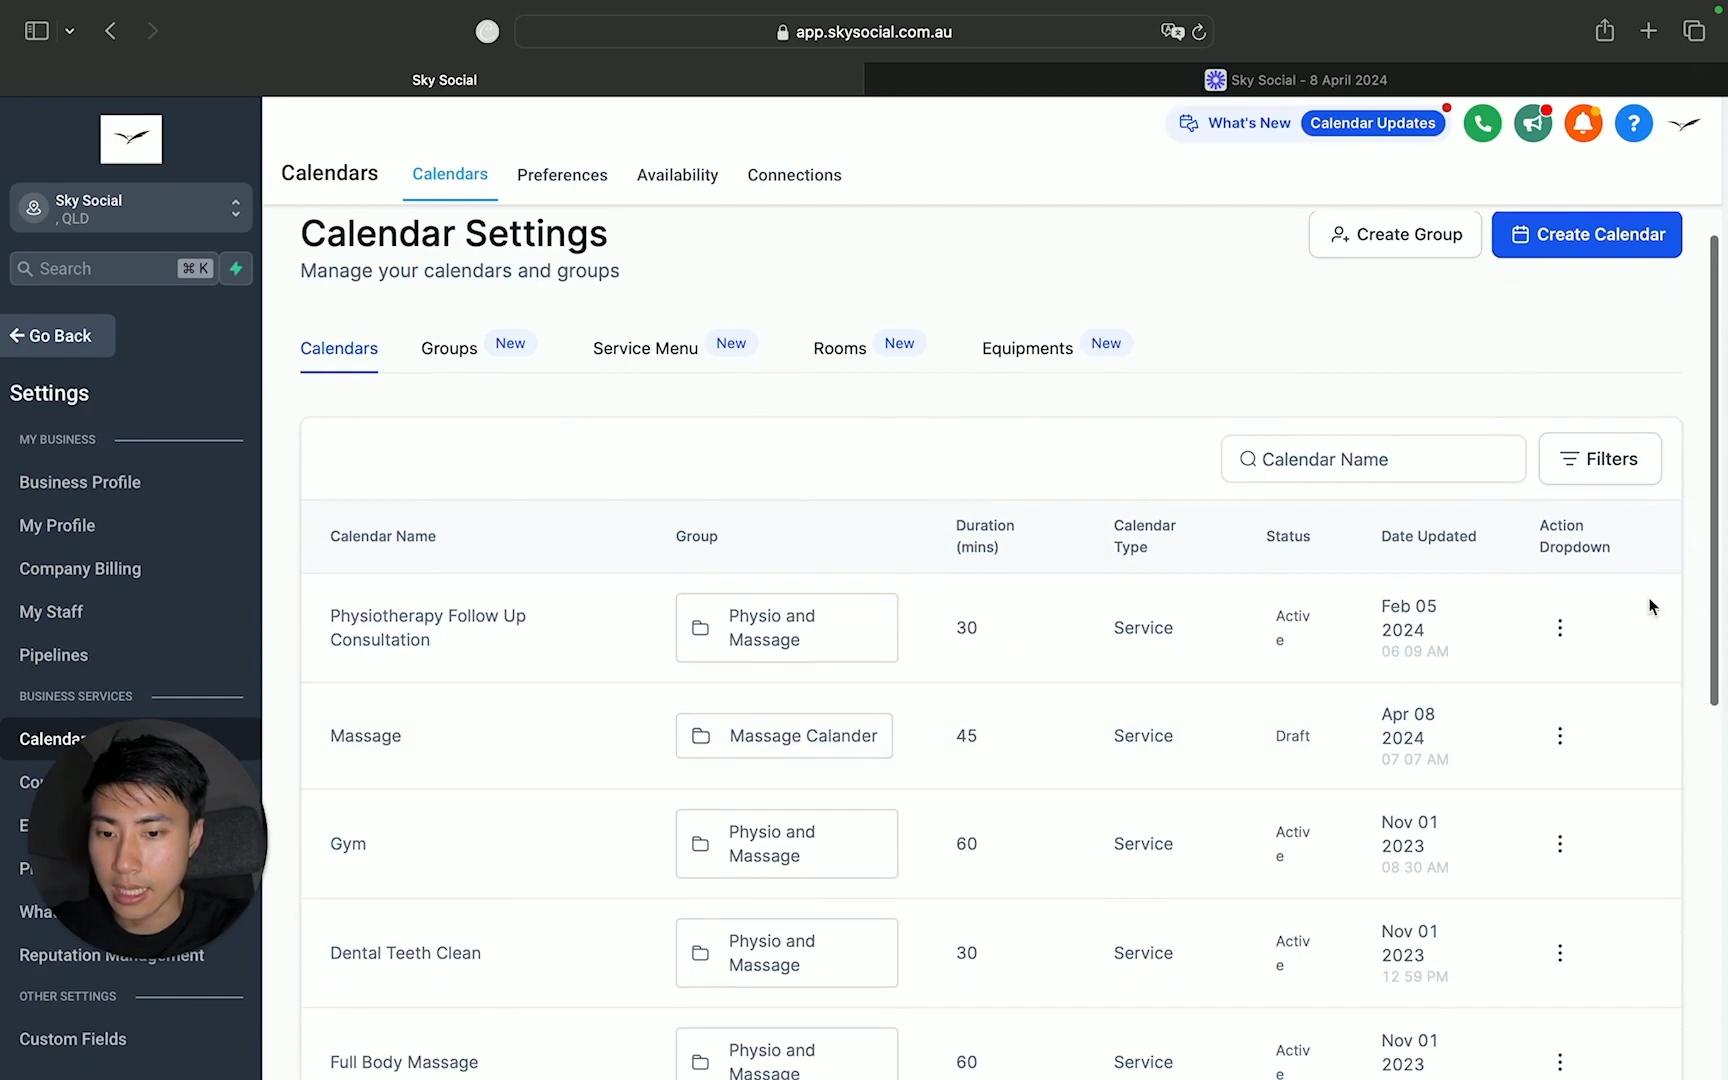 app.skysocial.com.au
Sky Social
Sky Social - 8 April 2024
What's New
Calendar Updates
?
Sky Social
, QLD
Search
⌘ K
Go Back
Settings
MY BUSINESS
Business Profile
My Profile
Company Billing
My Staff
Pipelines
BUSINESS SERVICES
Reputation Management
OTHER SETTINGS
Custom Fields
Calendars
Calendars
Preferences
Availability
Connections
Calendar Settings
Manage your calendars and groups
Create Group
Create Calendar
Calendars
Groups
New
Service Menu
New
Rooms
New
Equipments
New
Calendar Name
Filters
Calendar Name
Group
Duration
(mins)
Calendar
Type
Status
Date Updated
Action
Dropdown
Physiotherapy Follow Up
Consultation
Physio and
Massage
30
Service
Activ
e
Feb 05
2024
06 09 AM
Massage
Massage Calander
45
Service
Draft
Apr 08
2024
07 07 AM
Gym
Physio and
Massage
60
Service
Activ
e
Nov 01
2023
08 30 AM
Dental Teeth Clean
Physio and
Massage
30
Service
Activ
e
Nov 01
2023
12 59 PM
Full Body Massage
Physio and
Massage
60
Service
Activ
e
Nov 01
2023